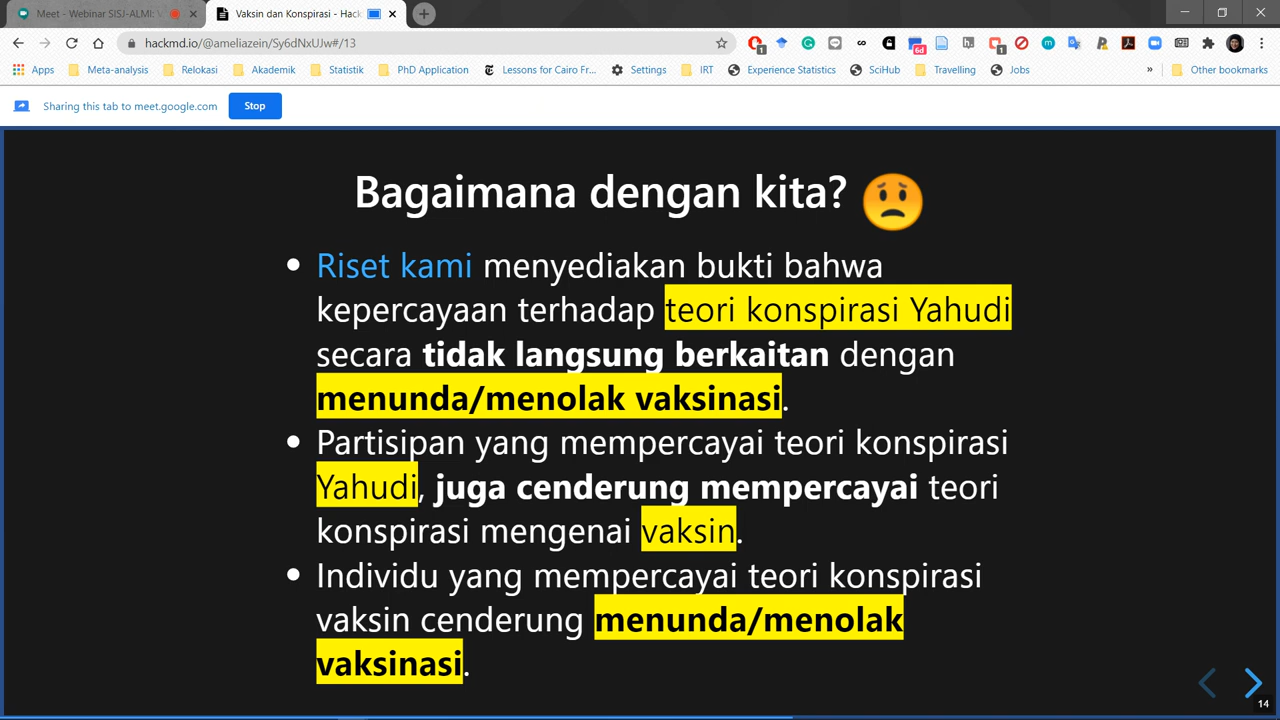 Meet - Webinar SISJ-ALMI: V
Vaksin dan Konspirasi - Hack
hackmd.io/@ameliazein/Sy6dNxUJw#/13
1
6d
1
Apps
Meta-analysis
Relokasi
Akademik
Statistik
PhD Application
Lessons for Cairo Fr...
Settings
IRT
Experience Statistics
SciHub
Travelling
Jobs
»
Other bookmarks
Sharing this tab to meet.google.com
Stop
Bagaimana dengan kita?
Riset kami menyediakan bukti bahwa
kepercayaan terhadap teori konspirasi Yahudi
secara tidak langsung berkaitan dengan
menunda/menolak vaksinasi.
Partisipan yang mempercayai teori konspirasi
Yahudi, juga cenderung mempercayai teori
konspirasi mengenai vaksin.
Individu yang mempercayai teori konspirasi
vaksin cenderung menunda/menolak
vaksinasi.
14